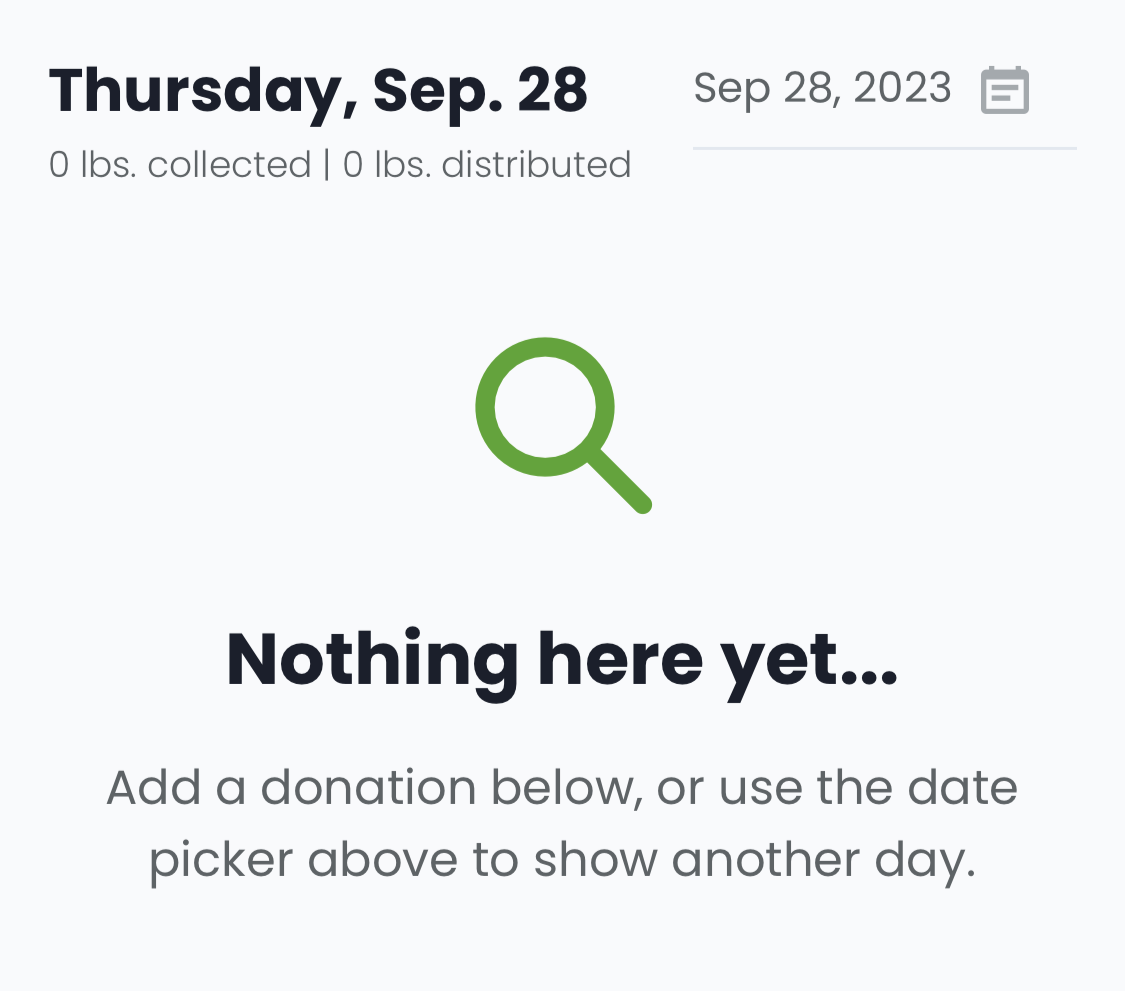 Thursday, Sep. 28
Sep 28, 2023
0 lbs. collected | 0 lbs. distributed
Nothing here yet...
Add a donation below, or use the date
picker above to show another day.